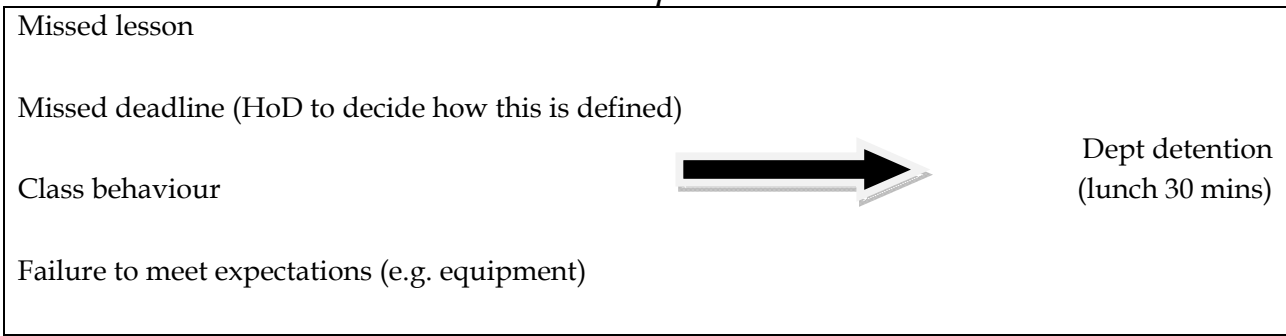 Missed lesson
Missed deadline (HoD to decide how this is defined)
Class behaviour
Failure to meet expectations (e.g. equipment)
Dept detention
(lunch 30 mins)